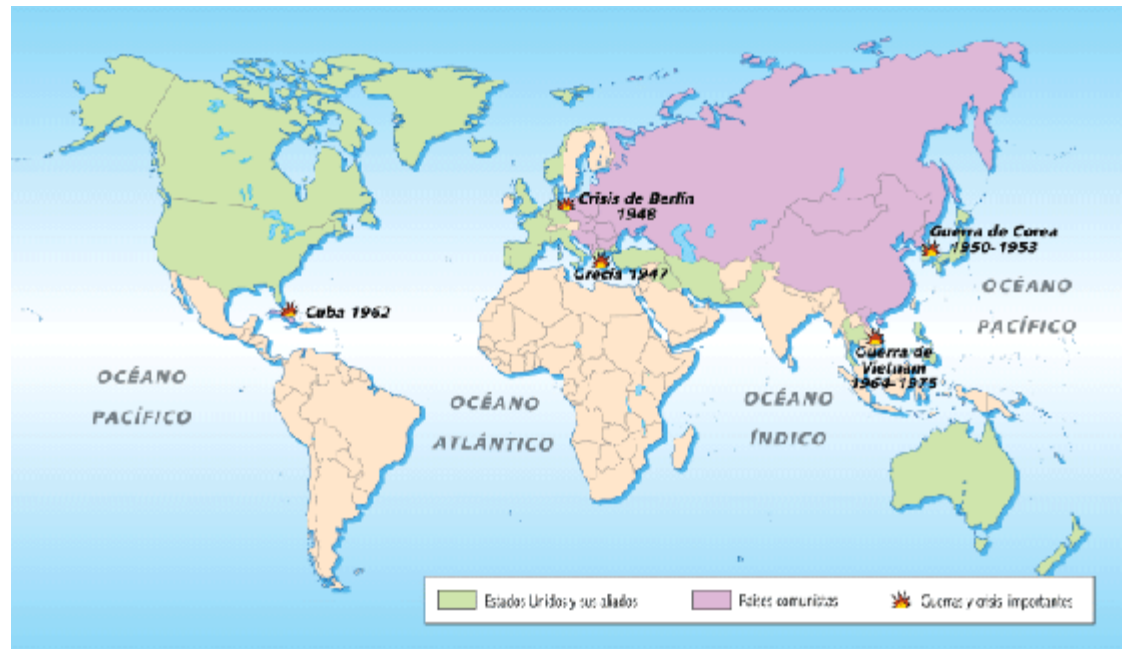 Crisis de Berlín
1948
Guerra de Corea
1950-1953
Grecia 1947
OCÉANO
PACÍFICO
Cuba 1962
Guerra de
Vietnam
1964-1975
OCÉANO
PACÍFICO
OCÉANO
ATLÁNTICO
OCÉANO
ÍNDICO
Estados Unidos y sus aliados
Países comunistas
Guerras y crisis importantes